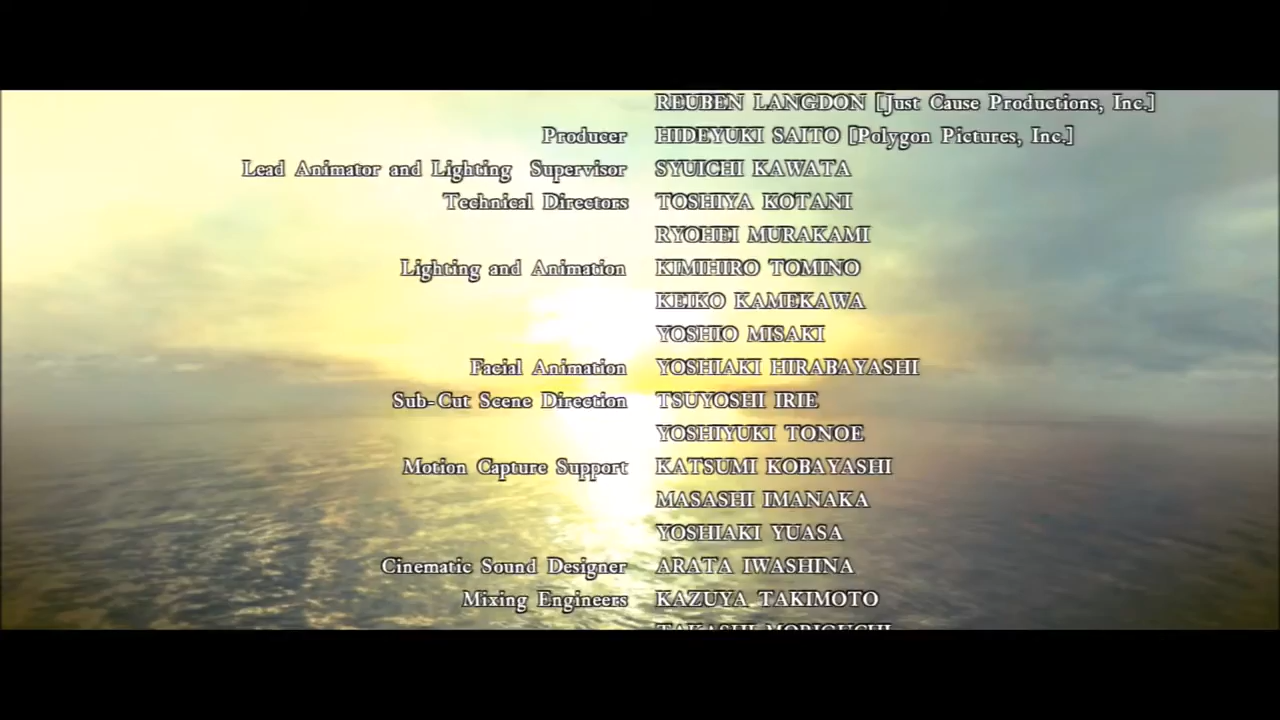 REUBEN LANGDON [Just Cause Productions, Inc.]
Producer HIDEYUKI SAITO [Polygon Pictures, Inc.]
Lead Animator and Lighting Supervisor SYUICHI KAWATA
Technical Directors TOSHIYA KOTANI
RYOHEI MURAKAMI
Lighting and Animation KIMIHIRO TOMINO
KEIKO KAMEKAWA
YOSHIO MISAKI
Facial Animation YOSHIAKI HIRABAYASHI
Sub-Cut Scene Direction TSUYOSHI IRIE
YOSHIYUKI TONOE
Motion Capture Support KATSUMI KOBAYASHI
MASASHI IMANAKA
YOSHIAKI YUASA
Cinematic Sound Designer ARATA IWASHINA
Mixing Engineers KAZUYA TAKIMOTO
TAKASHI MORIGUCHI